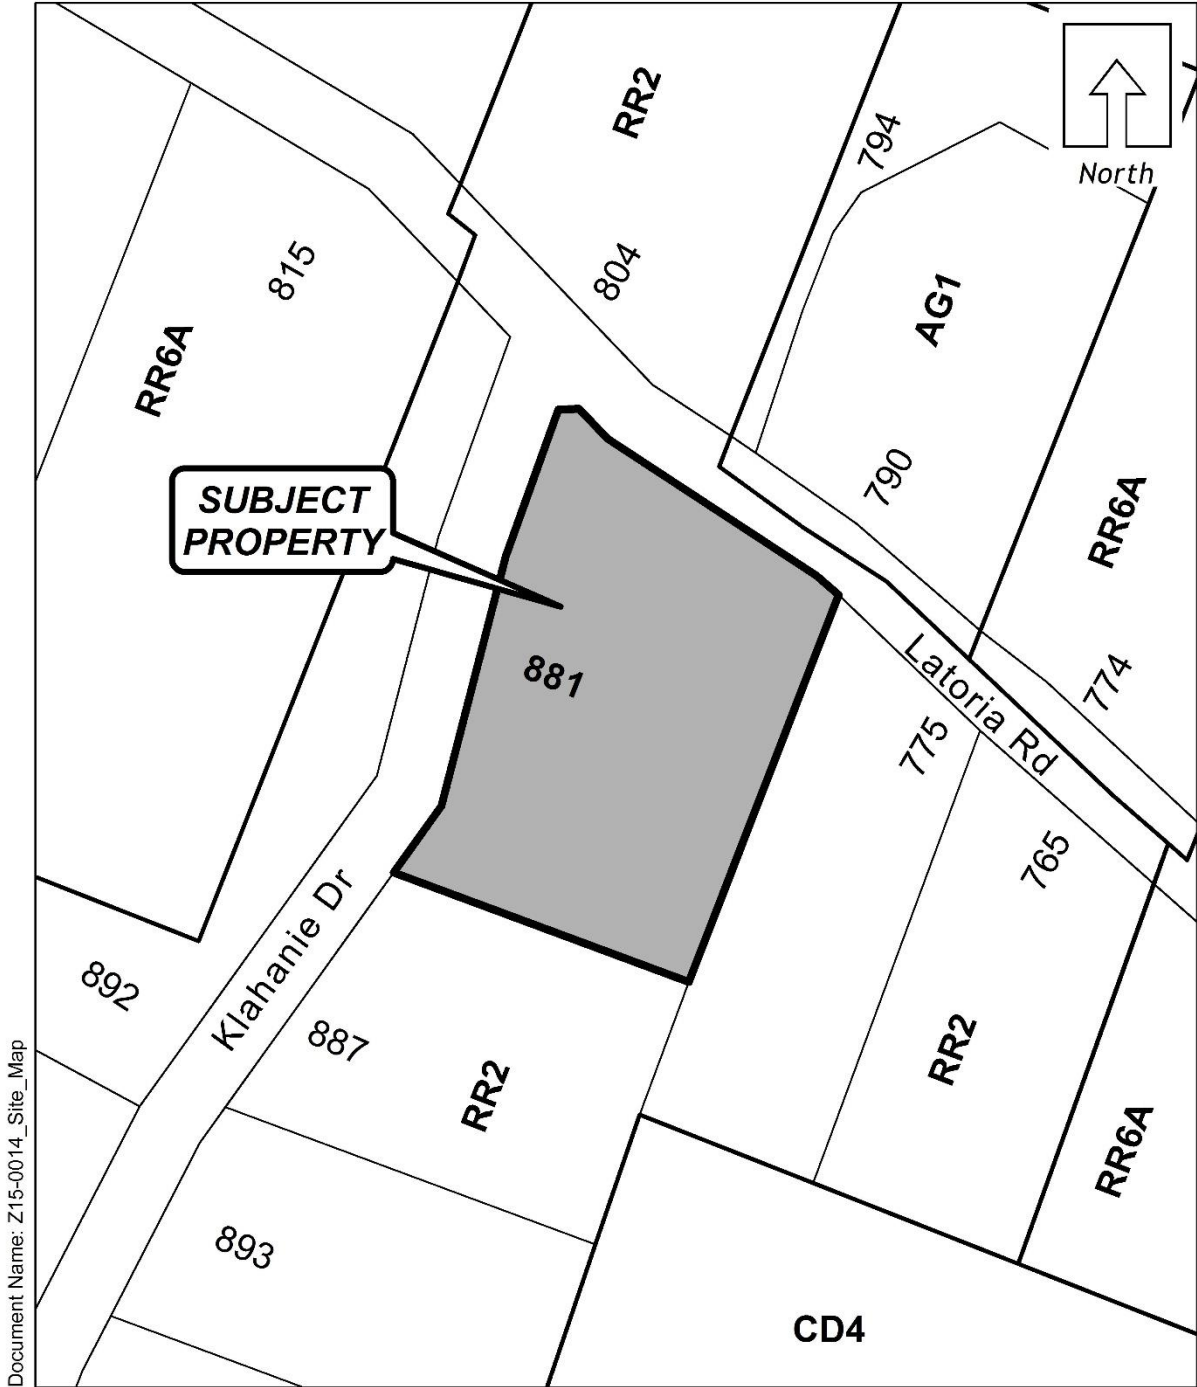 RR2
794
North
815
804
AG1
RR6A
SUBJECT
PROPERTY
790
RR6A
881
Latoria Rd
774
775
765
Klahanie Dr
892
887
RR2
RR2
RR6A
893
CD4
Document Name: Z15-0014_Site_Map